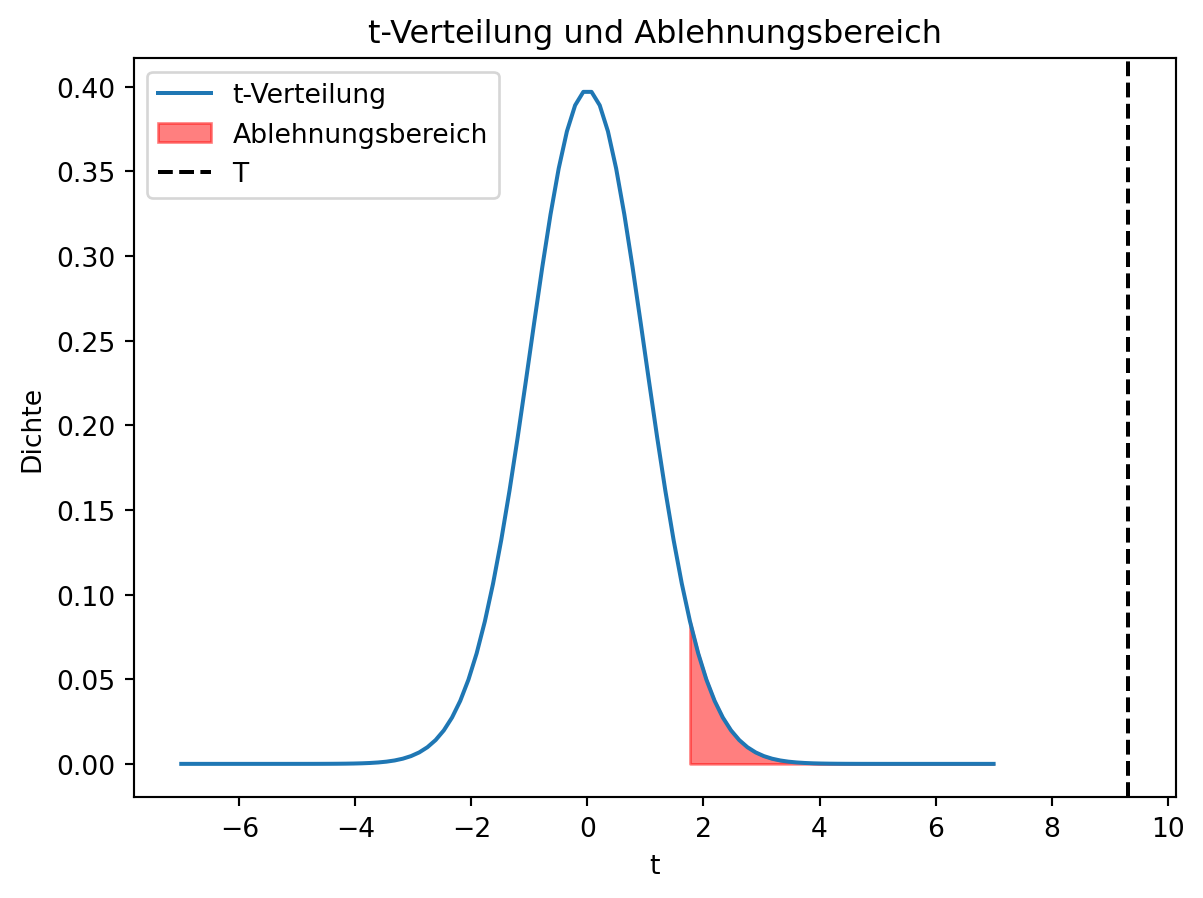 t-Verteilung und Ablehnungsbereich
t-Verteilung
Ablehnungsbereich
T
0.40
0.35
0.30
0.25
0.20
0.15
0.10
0.05
0.00
Dichte
−6 −4 −2 0 2 4 6 8 10
t